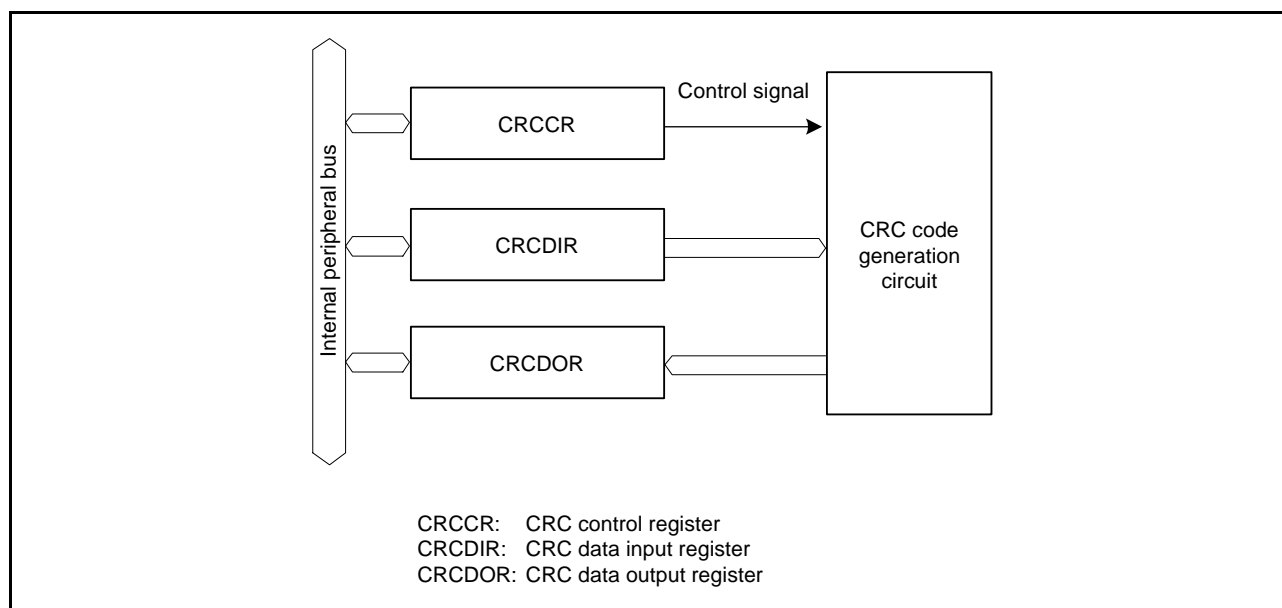 Control signal
CRCCR
Internal peripheral bus
CRCDIR
CRC code
generation
circuit
CRCDOR
CRCCR: CRC control register
CRCDIR: CRC data input register
CRCDOR: CRC data output register